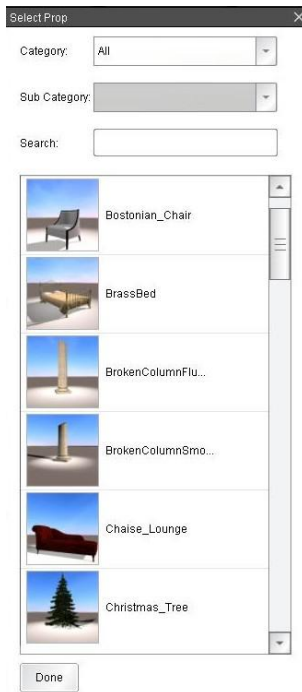 Select Prop
Category: All
Sub Category:
Search:
Bostonian_Chair
BrassBed
BrokenColumnFlu...
BrokenColumnSmo...
Chaise_Lounge
Christmas_Tree
Done